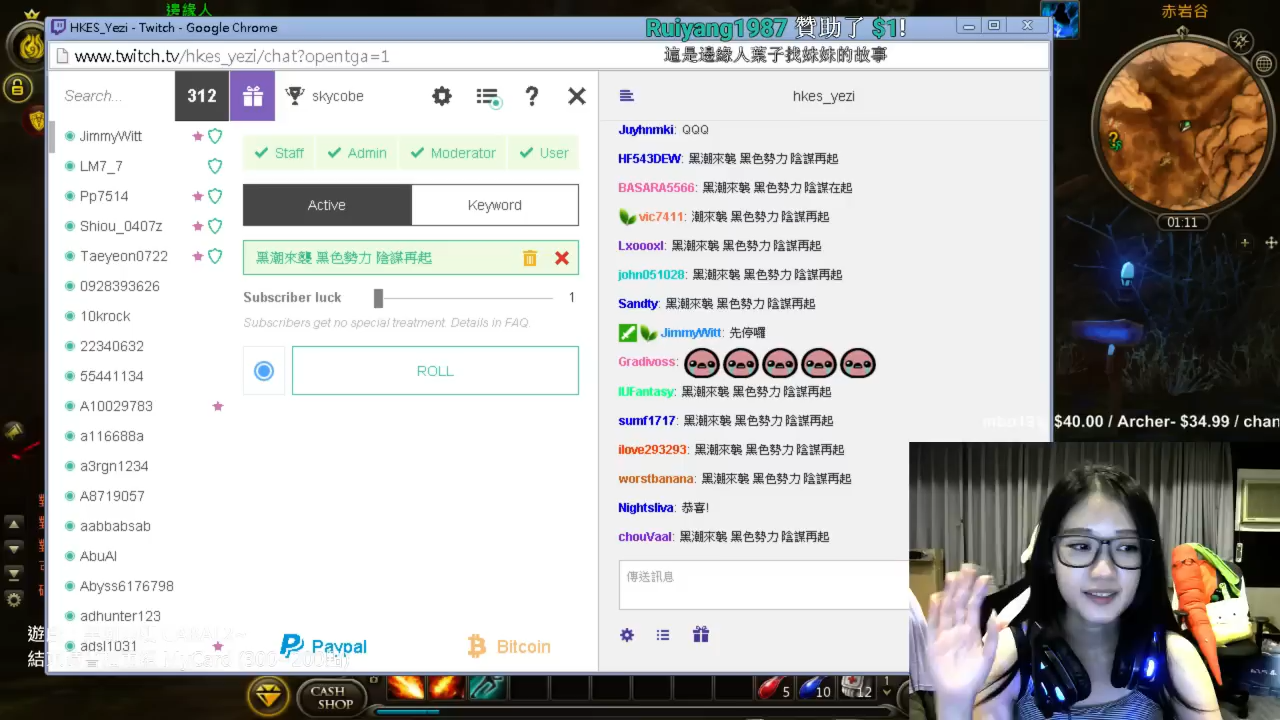 邊緣人
HKES_Yezi - Twitch - Google Chrome
Ruiyang1987 贊助了 $1!
赤岩谷
www.twitch.tv/hkes_yezi/chat?opentga=1
這是邊緣人葉子找妹妹的故事
Search...
312
skycobe
hkes_yezi
JimmyWitt
LM7_7
Pp7514
Shiou_0407z
Taeyeon0722
0928393626
10krock
22340632
55441134
A10029783
a116688a
a3rgn1234
A8719057
aabbabsab
AbuAl
Abyss6176798
adhunter123
adsl1031
Staff
Admin
Moderator
User
Active
Keyword
黑潮來襲 黑色勢力 陰謀再起
Subscriber luck
1
Subscribers get no special treatment. Details in FAQ.
ROLL
Paypal
Bitcoin
Juyhnmki: QQQ
HF543DEW: 黑潮來襲 黑色勢力 陰謀再起
BASARA5566: 黑潮來襲 黑色勢力 陰謀在起
vic7411: 潮來襲 黑色勢力 陰謀再起
Lxoooxl: 黑潮來襲 黑色勢力 陰謀再起
john051028: 黑潮來襲 黑色勢力 陰謀再起
Sandty: 黑潮來襲 黑色勢力 陰謀再起
JimmyWitt: 先停囉
Gradivoss:
IUFantasy: 黑潮來襲 黑色勢力 陰謀再起
sumf1717: 黑潮來襲 黑色勢力 陰謀再起
ilove293293: 黑潮來襲 黑色勢力 陰謀再起
worstbanana: 黑潮來襲 黑色勢力 陰謀再起
Nightsliva: 恭喜!
chouVaal: 黑潮來襲 黑色勢力 陰謀再起
傳送訊息
01:11
$40.00 / Archer- $34.99 / chan
MyCard
CASH
SHOP
5
10
12
1